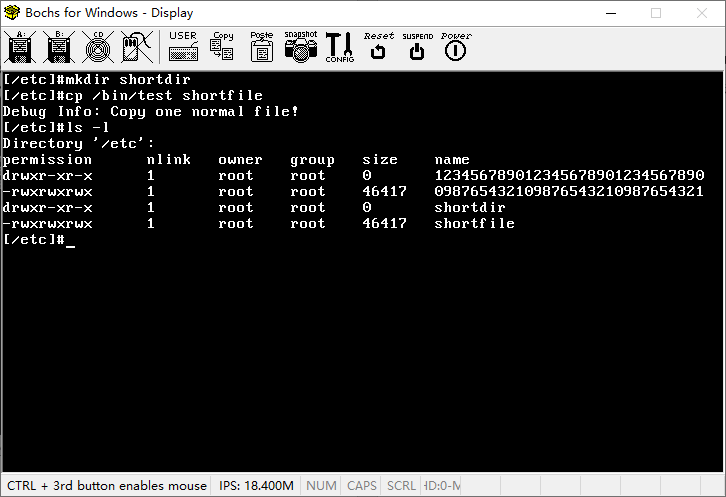 Bochs for Windows - Display
A: B: CD USER Copy Paste snapshot CONFIG Reset SUSPEND Power
[/etc]#mkdir shortdir
[/etc]#cp /bin/test shortfile
Debug Info: Copy one normal file!
[/etc]#ls -l
Directory '/etc':
permission nlink owner group size name
drwxr-xr-x 1 root root 0 123456789012345678901234567890
-rwxrwxrwx 1 root root 46417 098765432109876543210987654321
drwxr-xr-x 1 root root 0 shortdir
-rwxrwxrwx 1 root root 46417 shortfile
[/etc]#_
CTRL + 3rd button enables mouse IPS: 18.400M NUM CAPS SCRL HD:0-M